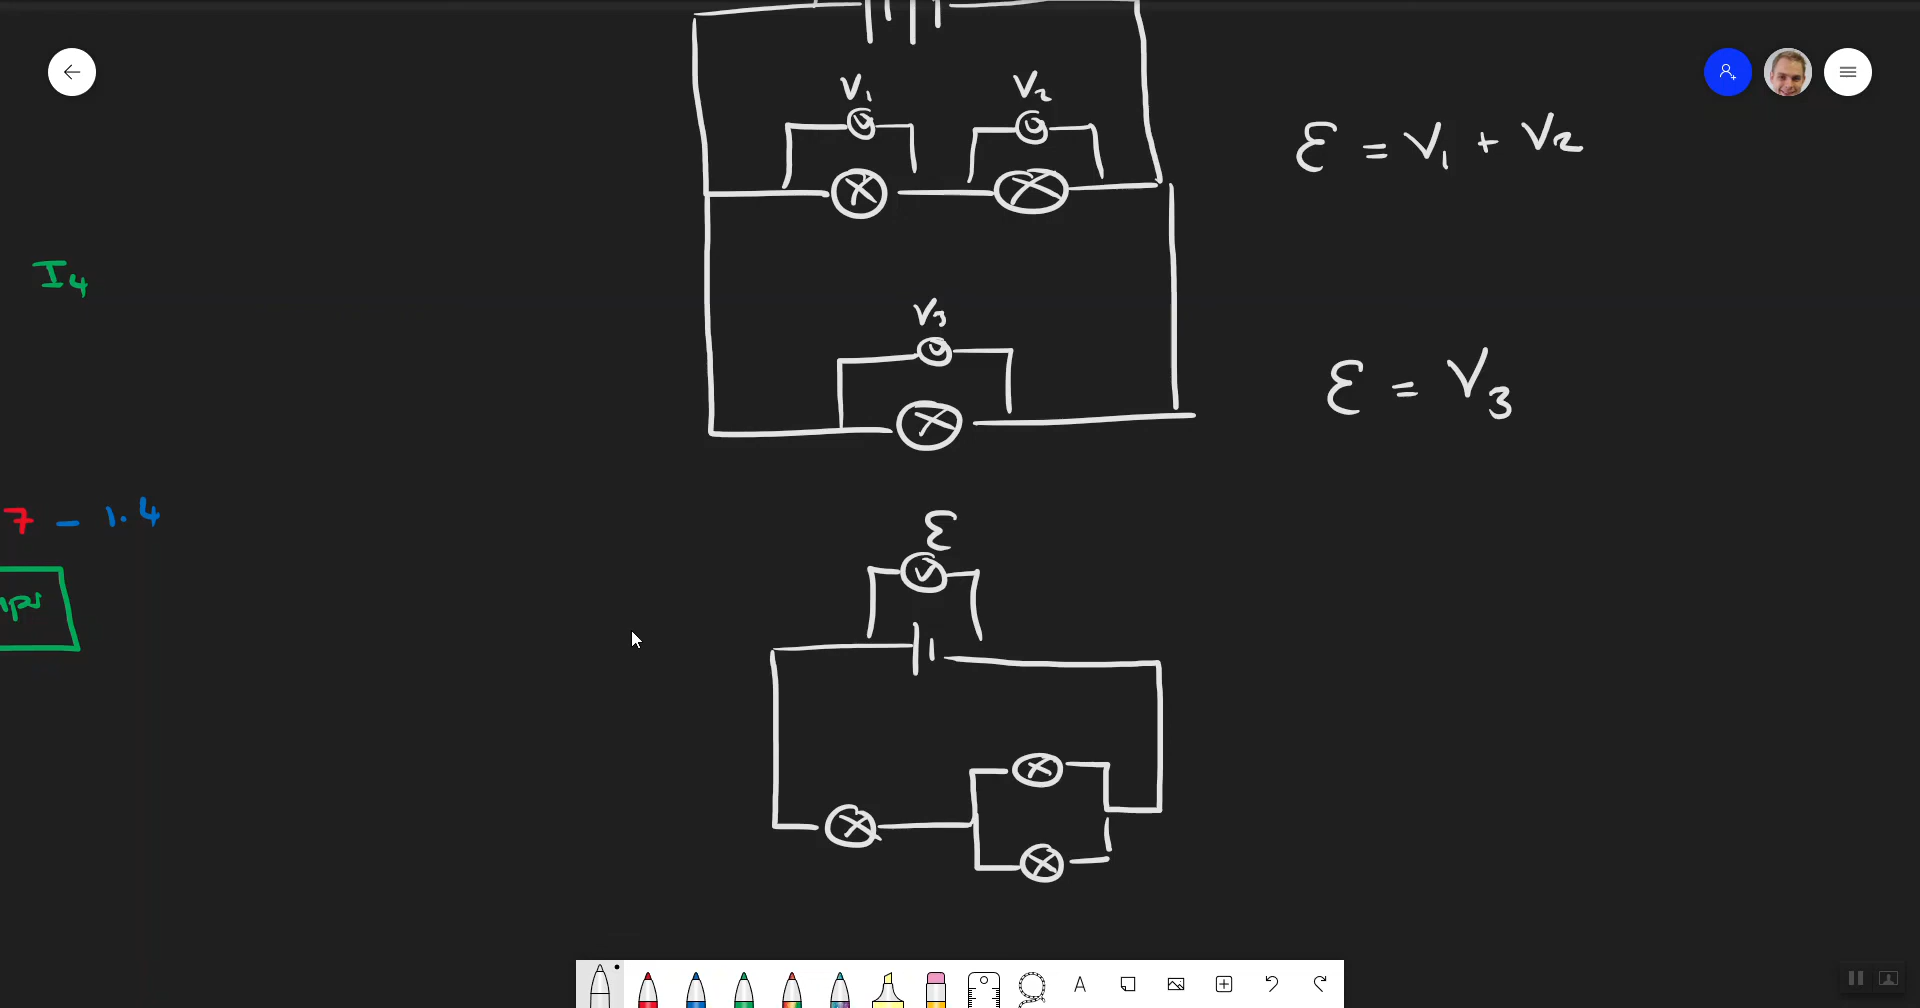 V₁ V₂
ε = V₁ + V₂
I₄
V₃
ε = V₃
7 - 1.4
ε
V
A